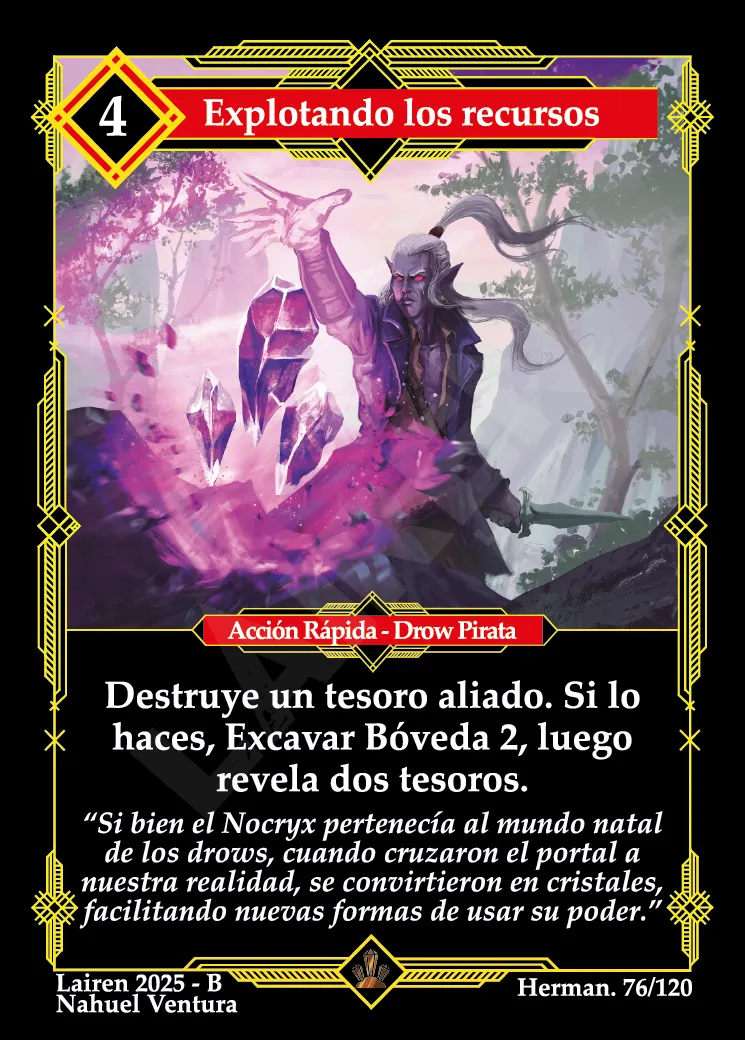 4
Explotando los recursos
Acción Rápida - Drow Pirata
Destruye un tesoro aliado. Si lo
haces, Excavar Bóveda 2, luego
revela dos tesoros.
“Si bien el Nocryx pertenecía al mundo natal
de los drows, cuando cruzaron el portal a
nuestra realidad, se convirtieron en cristales,
facilitando nuevas formas de usar su poder.”
Lairen 2025 - B
Nahuel Ventura
Herman. 76/120